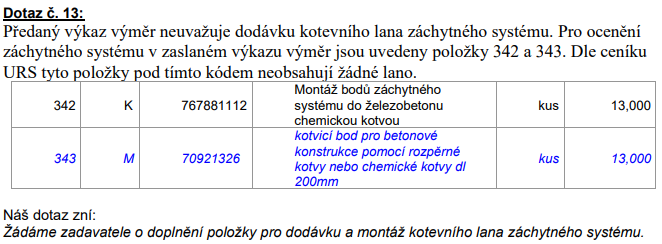 Dotaz č. 13:
Předaný výkaz výměr neuvažuje dodávku kotevního lana záchytného systému. Pro ocenění
záchytného systému v zaslaném výkazu výměr jsou uvedeny položky 342 a 343. Dle ceníku
URS tyto položky pod tímto kódem neobsahují žádné lano.
342 K 767881112 Montáž bodů záchytného systému do železobetonu chemickou kotvou kus 13,000
343 M 70921326 kotvicí bod pro betonové konstrukce pomocí rozpěrné kotvy nebo chemické kotvy dl 200mm kus 13,000
Náš dotaz zní:
Žádáme zadavatele o doplnění položky pro dodávku a montáž kotevního lana záchytného systému.